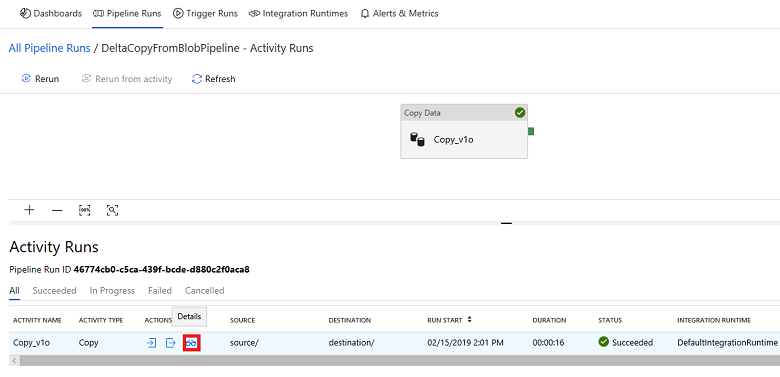 Dashboards Pipeline Runs Trigger Runs Integration Runtimes Alerts & Metrics
All Pipeline Runs / DeltaCopyFromBlobPipeline - Activity Runs
Rerun Rerun from activity Refresh
Copy Data
Copy_v1o
100%
Activity Runs
Pipeline Run ID 46774cb0-c5ca-439f-bcde-d880c2f0aca8
All Succeeded In Progress Failed Cancelled
Details
ACTIVITY NAME ACTIVITY TYPE ACTIONS SOURCE DESTINATION RUN START DURATION STATUS INTEGRATION RUNTIME
Copy_v1o Copy source/ destination/ 02/15/2019 2:01 PM 00:00:16 Succeeded DefaultIntegrationRuntime